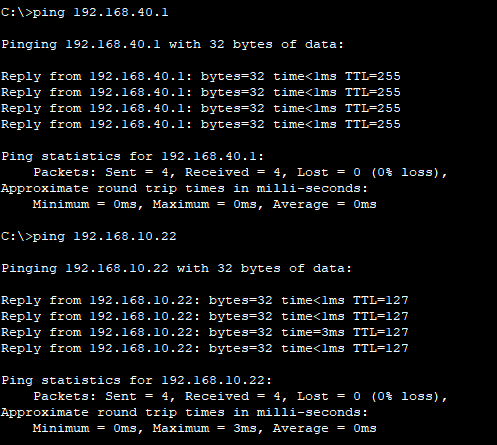 C:\>ping 192.168.40.1
Pinging 192.168.40.1 with 32 bytes of data:
Reply from 192.168.40.1: bytes=32 time<1ms TTL=255
Reply from 192.168.40.1: bytes=32 time<1ms TTL=255
Reply from 192.168.40.1: bytes=32 time<1ms TTL=255
Reply from 192.168.40.1: bytes=32 time<1ms TTL=255
Ping statistics for 192.168.40.1:
    Packets: Sent = 4, Received = 4, Lost = 0 (0% loss),
Approximate round trip times in milli-seconds:
    Minimum = 0ms, Maximum = 0ms, Average = 0ms
C:\>ping 192.168.10.22
Pinging 192.168.10.22 with 32 bytes of data:
Reply from 192.168.10.22: bytes=32 time<1ms TTL=127
Reply from 192.168.10.22: bytes=32 time<1ms TTL=127
Reply from 192.168.10.22: bytes=32 time=3ms TTL=127
Reply from 192.168.10.22: bytes=32 time<1ms TTL=127
Ping statistics for 192.168.10.22:
    Packets: Sent = 4, Received = 4, Lost = 0 (0% loss),
Approximate round trip times in milli-seconds:
    Minimum = 0ms, Maximum = 3ms, Average = 0ms